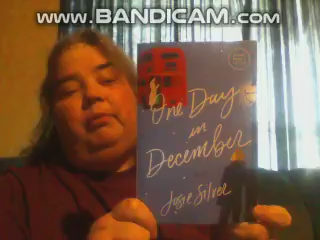 www.BANDICAM.com
One Day
in
December
Josie Silver